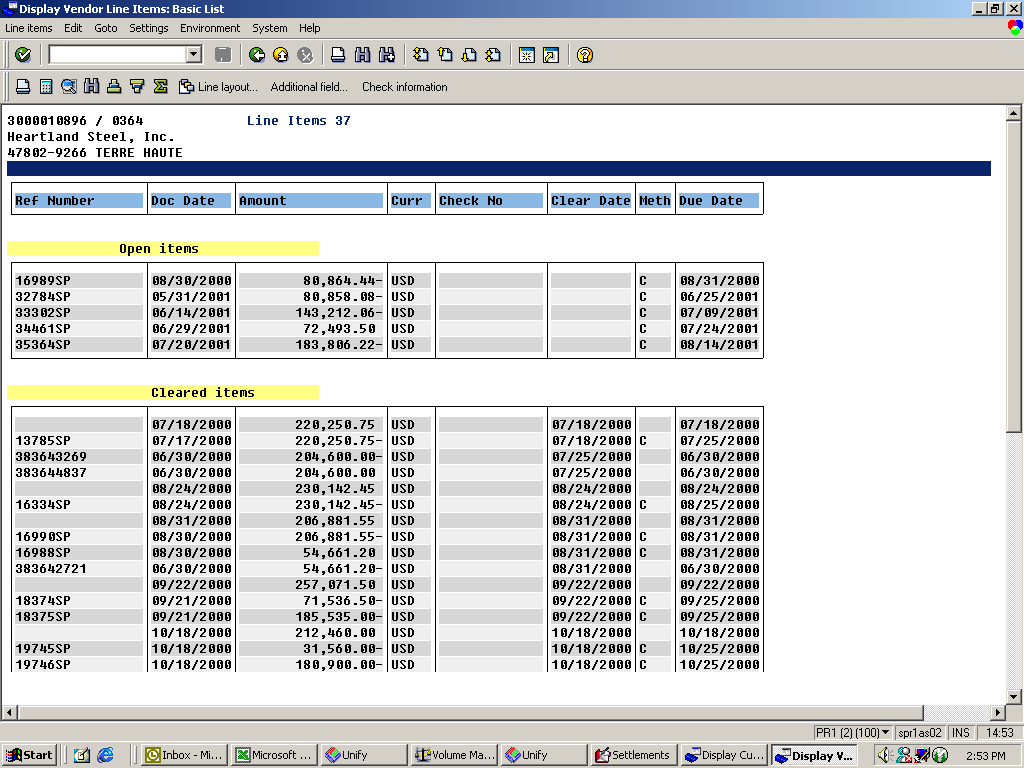 Display Vendor Line Items: Basic List
Line items Edit Goto Settings Environment System Help
Line layout... Additional field... Check information
3000010896 / 0364 Line Items 37
Heartland Steel, Inc.
47802-9266 TERRE HAUTE
Ref Number Doc Date Amount Curr Check No Clear Date Meth Due Date
Open items
16989SP 08/30/2000 80,864.44- USD C 08/31/2000
32784SP 05/31/2001 80,858.08- USD C 06/25/2001
33302SP 06/14/2001 143,212.06- USD C 07/09/2001
34461SP 06/29/2001 72,493.50 USD C 07/24/2001
35364SP 07/20/2001 183,806.22- USD C 08/14/2001
Cleared items
07/18/2000 220,250.75 USD 07/18/2000 07/18/2000
13785SP 07/17/2000 220,250.75- USD 07/18/2000 C 07/25/2000
383643269 06/30/2000 204,600.00- USD 07/25/2000 06/30/2000
383644837 06/30/2000 204,600.00 USD 07/25/2000 06/30/2000
08/24/2000 230,142.45 USD 08/24/2000 08/24/2000
16334SP 08/24/2000 230,142.45- USD 08/24/2000 C 08/25/2000
08/31/2000 206,881.55 USD 08/31/2000 08/31/2000
16990SP 08/30/2000 206,881.55- USD 08/31/2000 C 08/31/2000
16988SP 08/30/2000 54,661.20 USD 08/31/2000 C 08/31/2000
383642721 06/30/2000 54,661.20- USD 08/31/2000 06/30/2000
09/22/2000 257,071.50 USD 09/22/2000 09/22/2000
18374SP 09/21/2000 71,536.50- USD 09/22/2000 C 09/25/2000
18375SP 09/21/2000 185,535.00- USD 09/22/2000 C 09/25/2000
10/18/2000 212,460.00 USD 10/18/2000 10/18/2000
19745SP 10/18/2000 31,560.00- USD 10/18/2000 C 10/25/2000
19746SP 10/18/2000 180,900.00- USD 10/18/2000 C 10/25/2000
PR1 (2) (100) spr1as02 INS 14:53
Start Inbox - Mi... Microsoft ... Unify Volume Ma... Unify Settlements Display Cu... Display V... 2:53 PM